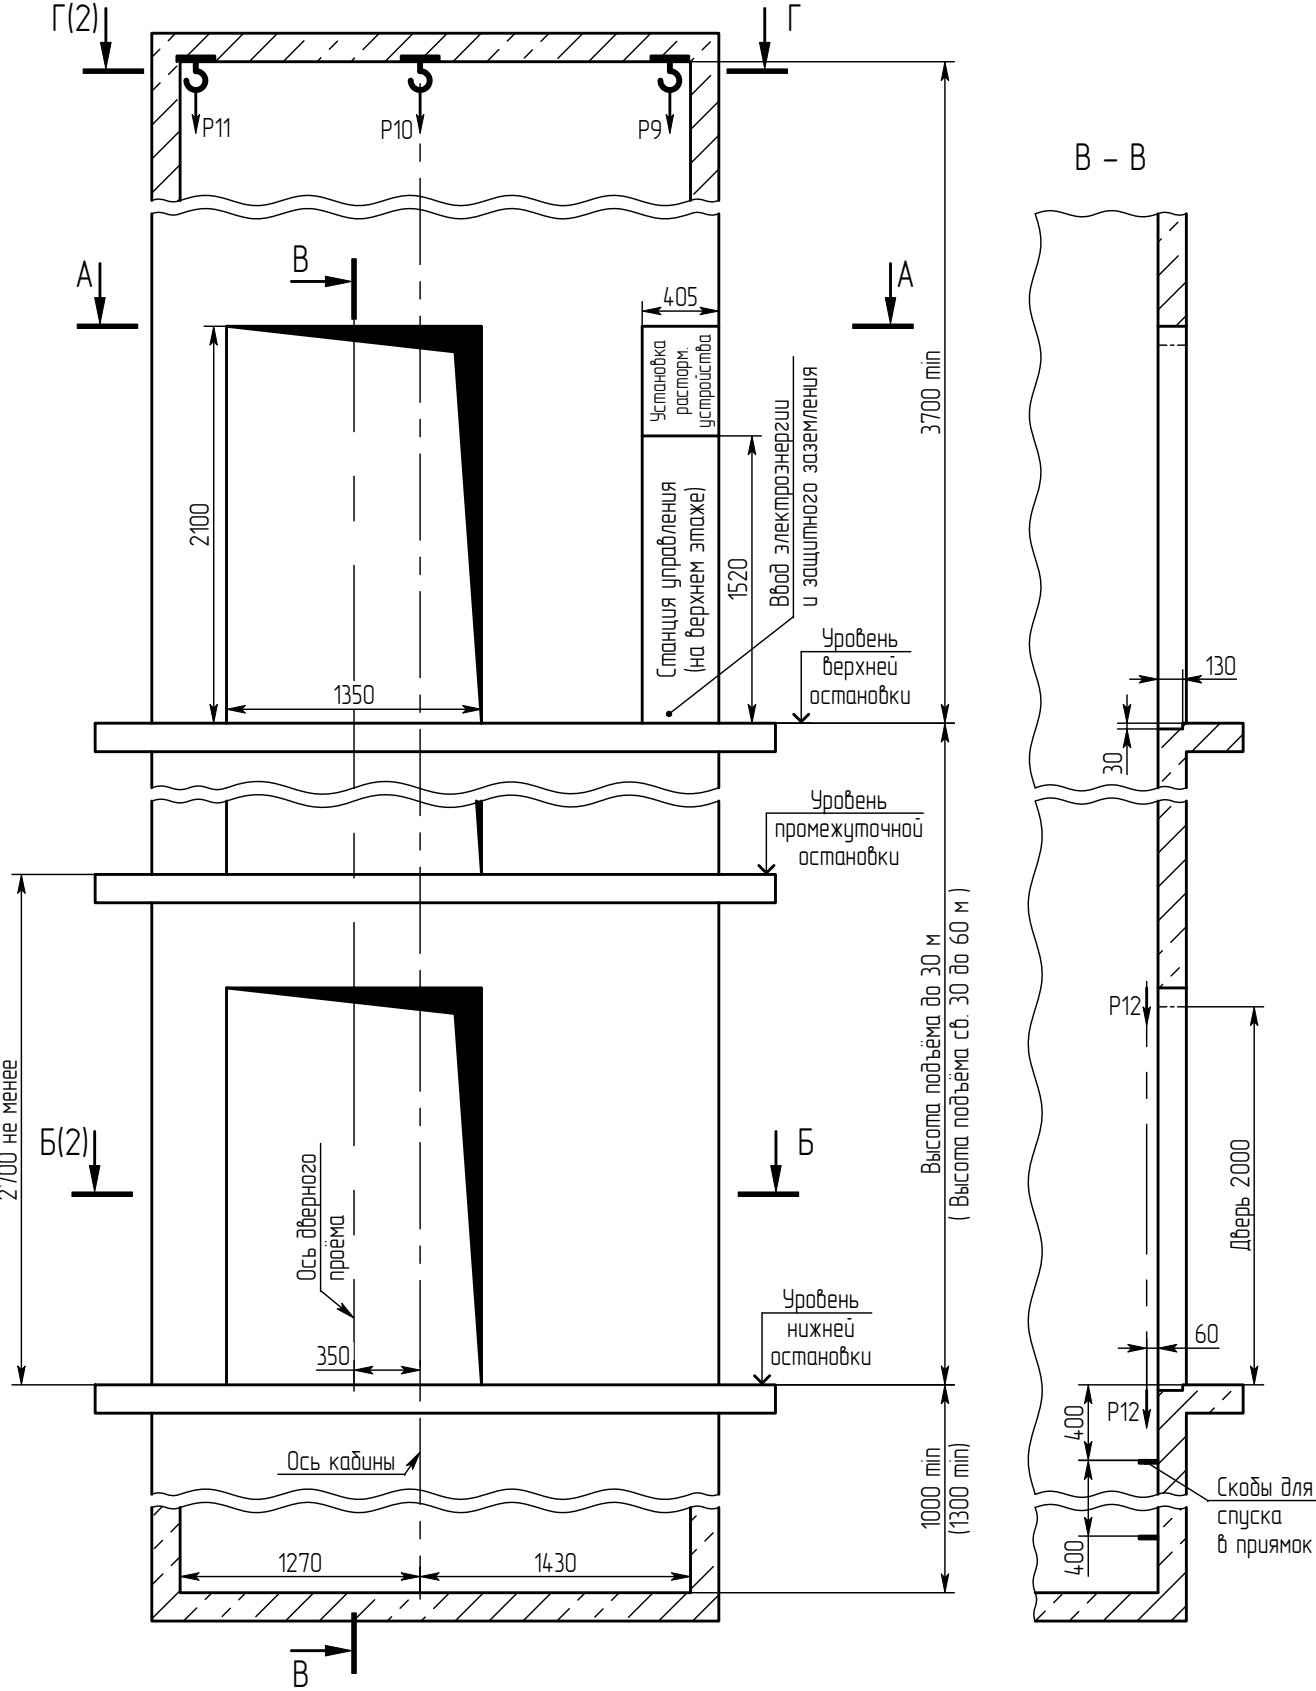 Г(2)
Г
Р11
Р10
Р9
В – В
А
В
А
405
Установка
расторм.
устройства
3700 min
2100
Станция управления
(на верхнем этаже)
1520
Ввод электроэнергии
и защитного заземления
1350
Уровень
верхней
остановки
130
30
Уровень
промежуточной
остановки
2700 не менее
Высота подъёма до 30 м
( Высота подъёма св. 30 до 60 м )
Р12
Дверь 2000
Б(2)
Б
Ось дверного
проёма
350
Уровень
нижней
остановки
60
400
Р12
Ось кабины
1000 min
(1300 min)
Скобы для
спуска
в приямок
400
1270
1430
В